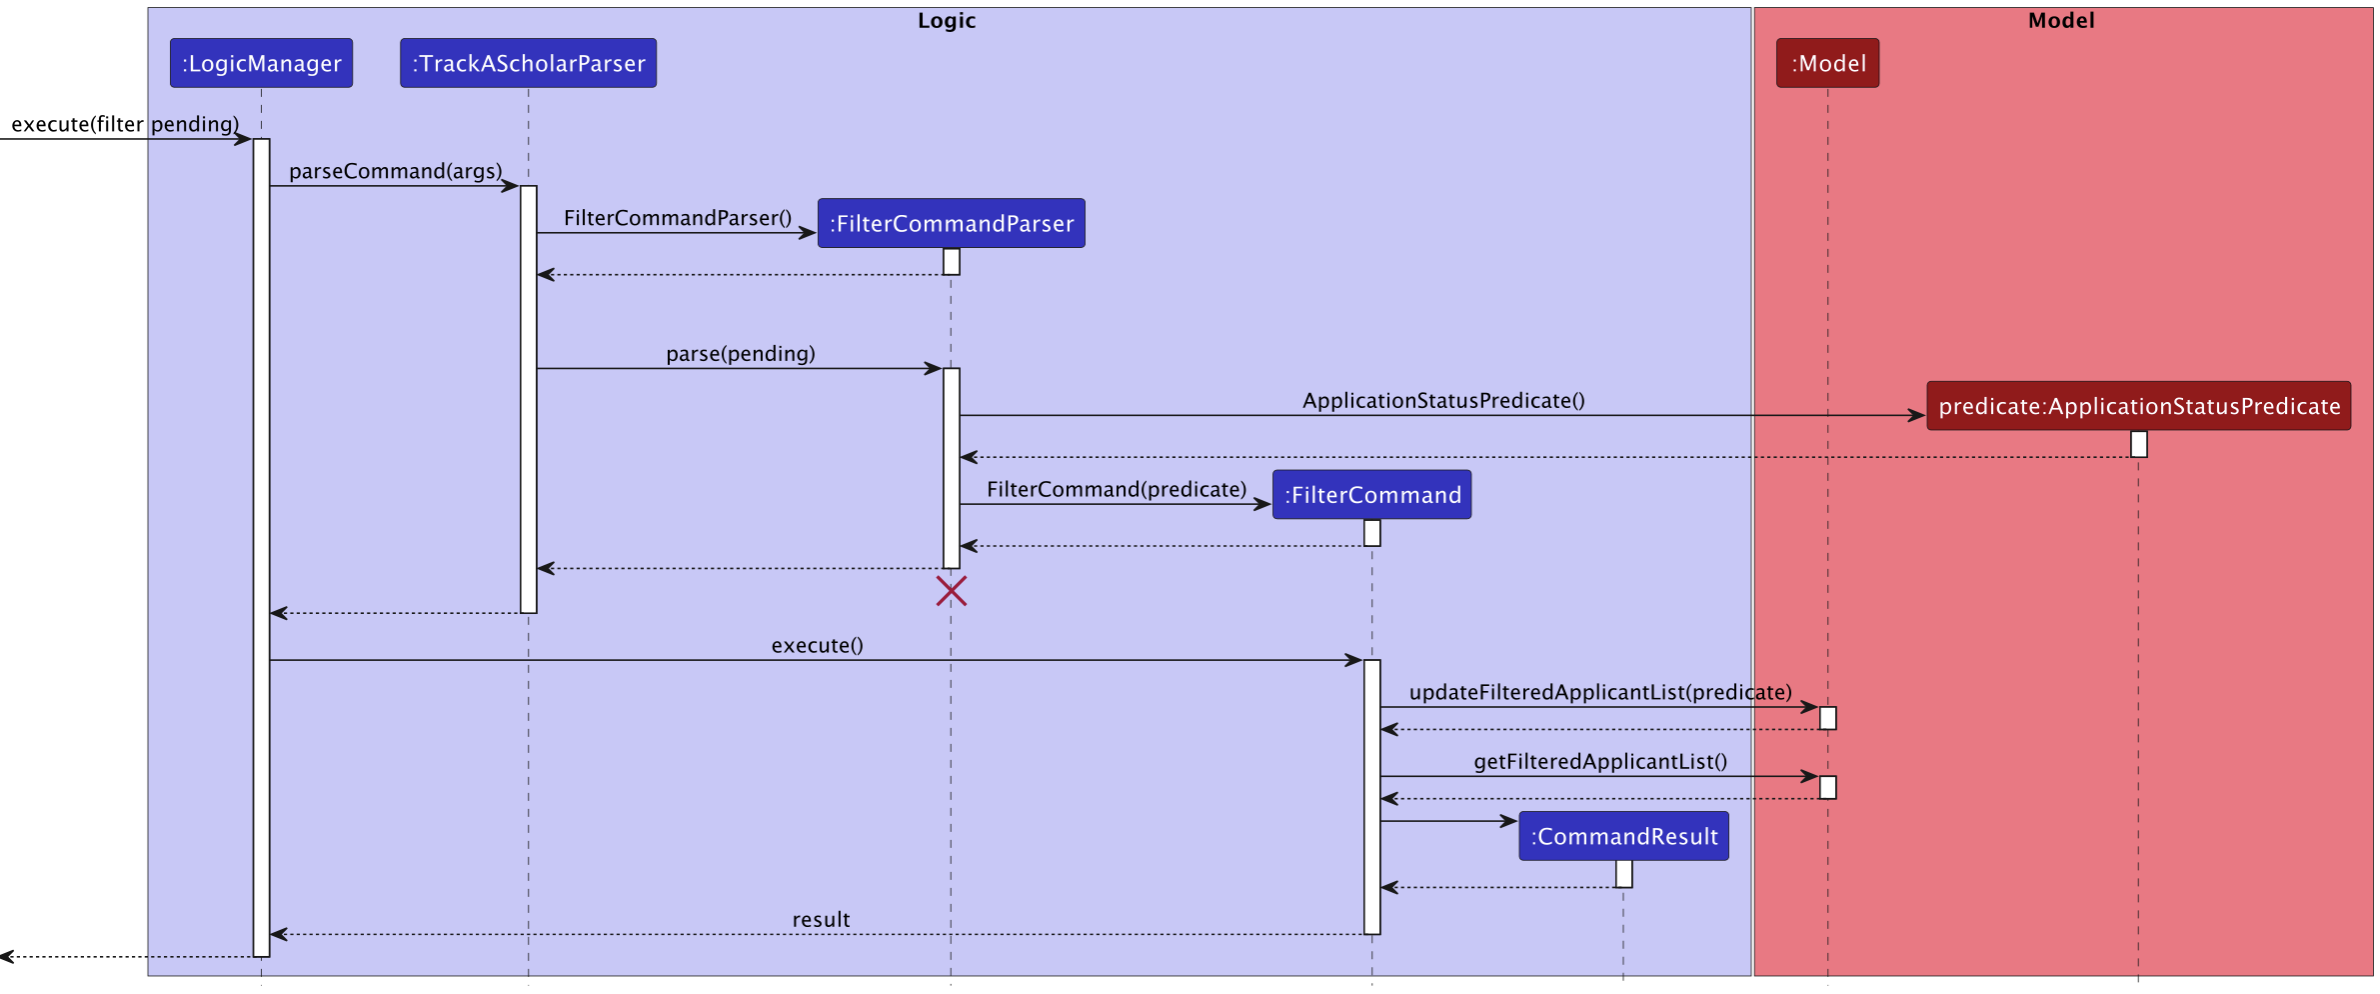 Logic
Model
:LogicManager
:TrackAScholarParser
:Model
execute(filter pending)
parseCommand(args)
FilterCommandParser()
:FilterCommandParser
parse(pending)
ApplicationStatusPredicate()
predicate:ApplicationStatusPredicate
FilterCommand(predicate)
:FilterCommand
execute()
updateFilteredApplicantList(predicate)
getFilteredApplicantList()
:CommandResult
result